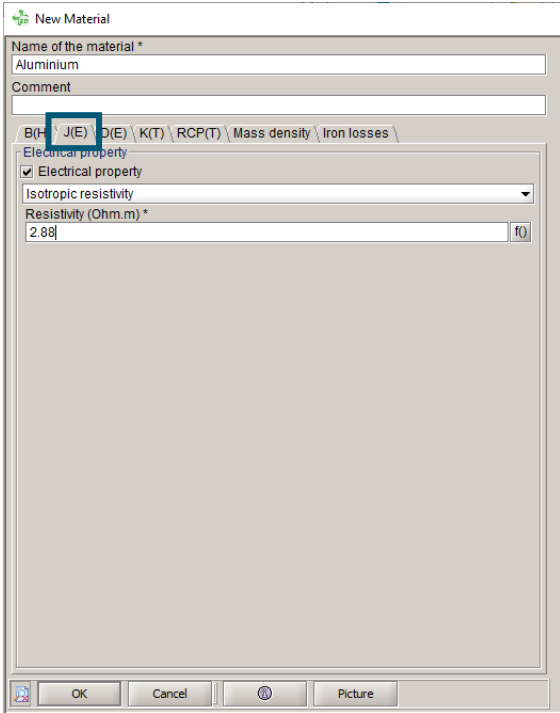 New Material
Name of the material *
Aluminium
Comment
B(H J(E) D(E) K(T) RCP(T) Mass density Iron losses
Electrical property
Electrical property
Isotropic resistivity
Resistivity (Ohm.m) *
2.88 f()
OK Cancel Picture